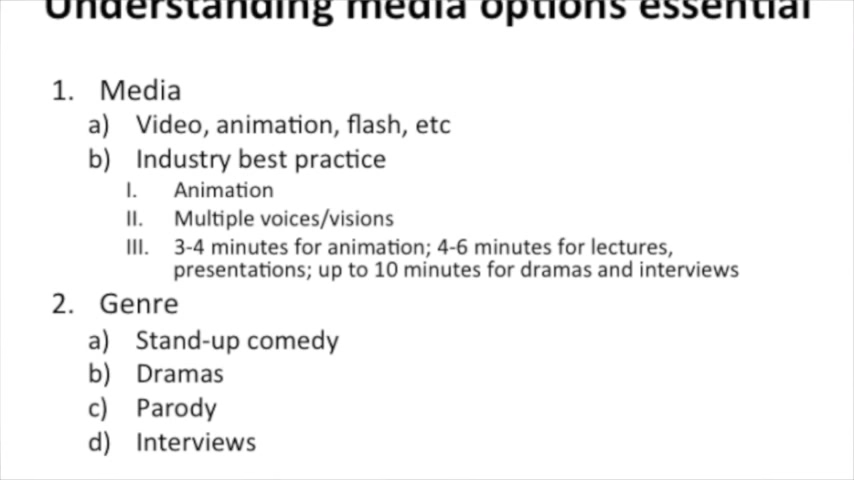 Understanding media options essential
1. Media
a) Video, animation, flash, etc
b) Industry best practice
I. Animation
II. Multiple voices/visions
III. 3-4 minutes for animation; 4-6 minutes for lectures,
presentations; up to 10 minutes for dramas and interviews
2. Genre
a) Stand-up comedy
b) Dramas
c) Parody
d) Interviews